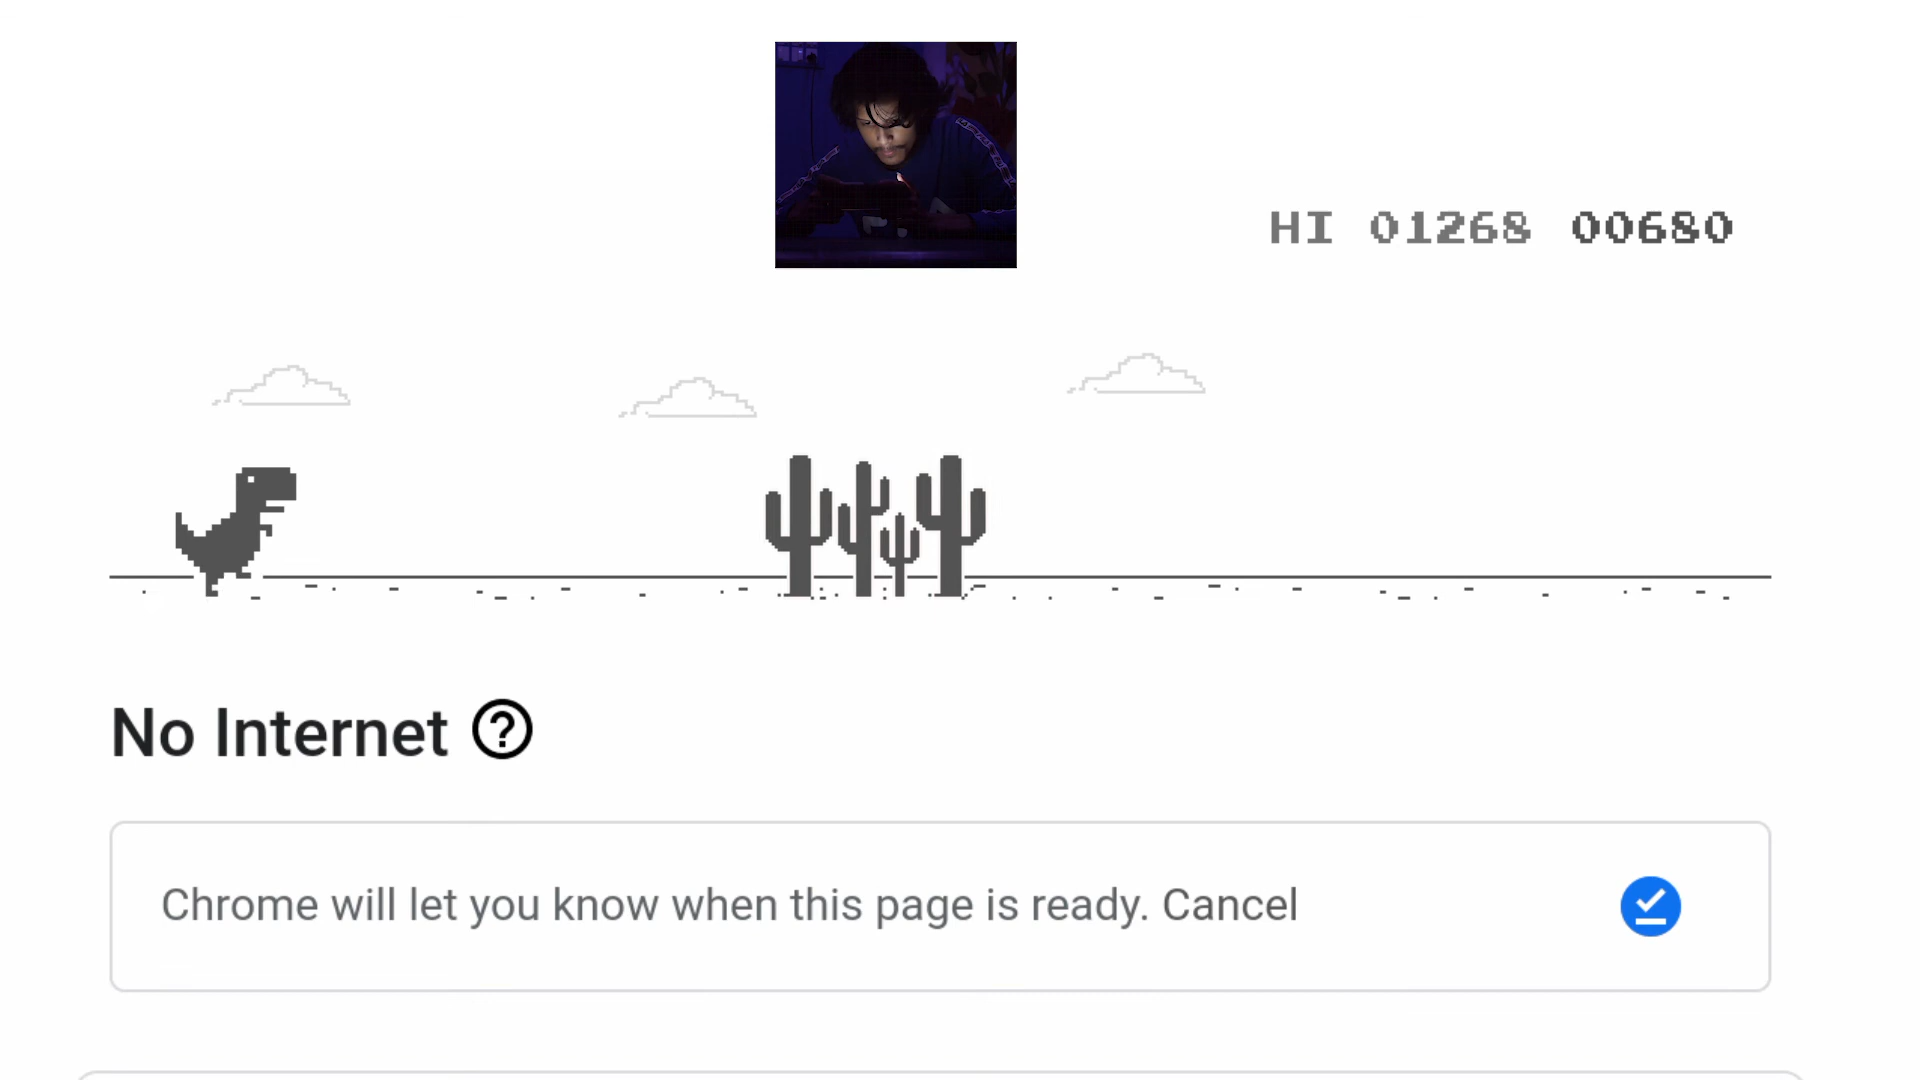 HI 01268 00680
No Internet
Chrome will let you know when this page is ready. Cancel